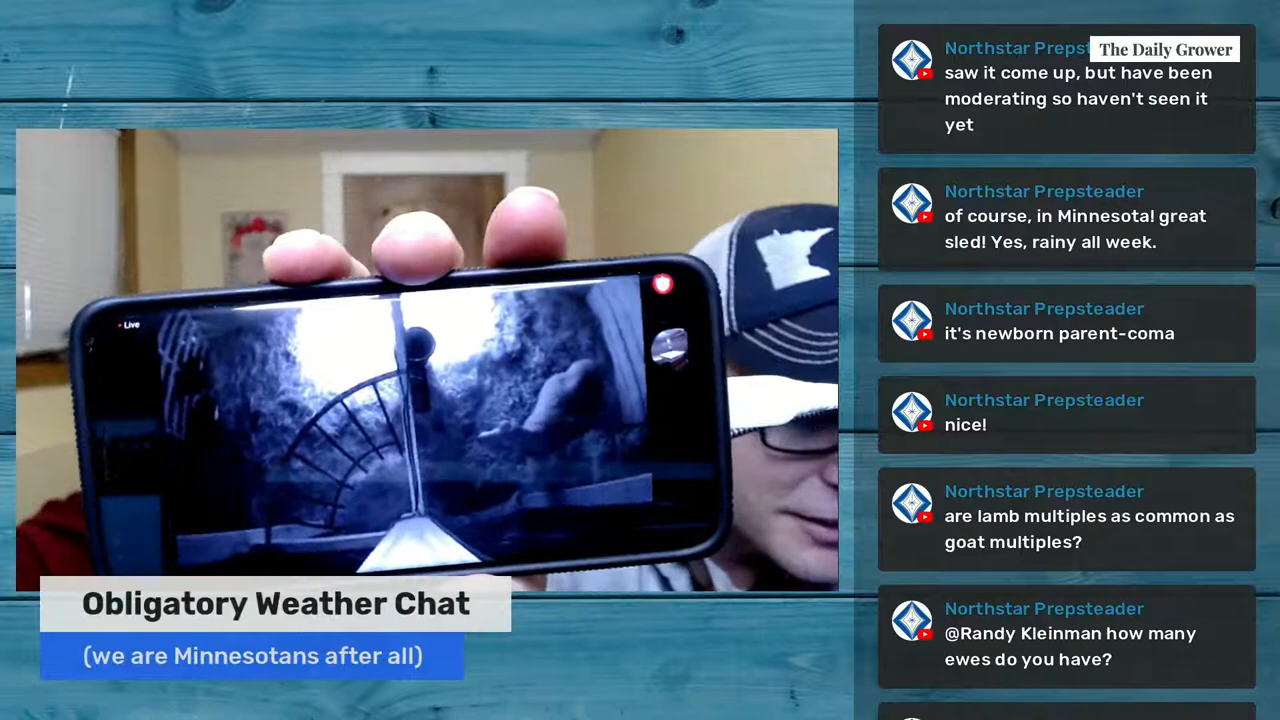 The Daily Grower
Northstar Prepst
saw it come up, but have been
moderating so haven't seen it
yet
Northstar Prepsteader
of course, in Minnesota! great
sled! Yes, rainy all week.
Northstar Prepsteader
it's newborn parent-coma
Northstar Prepsteader
nice!
Northstar Prepsteader
are lamb multiples as common as
goat multiples?
Northstar Prepsteader
@Randy Kleinman how many
ewes do you have?
Live
Obligatory Weather Chat
(we are Minnesotans after all)